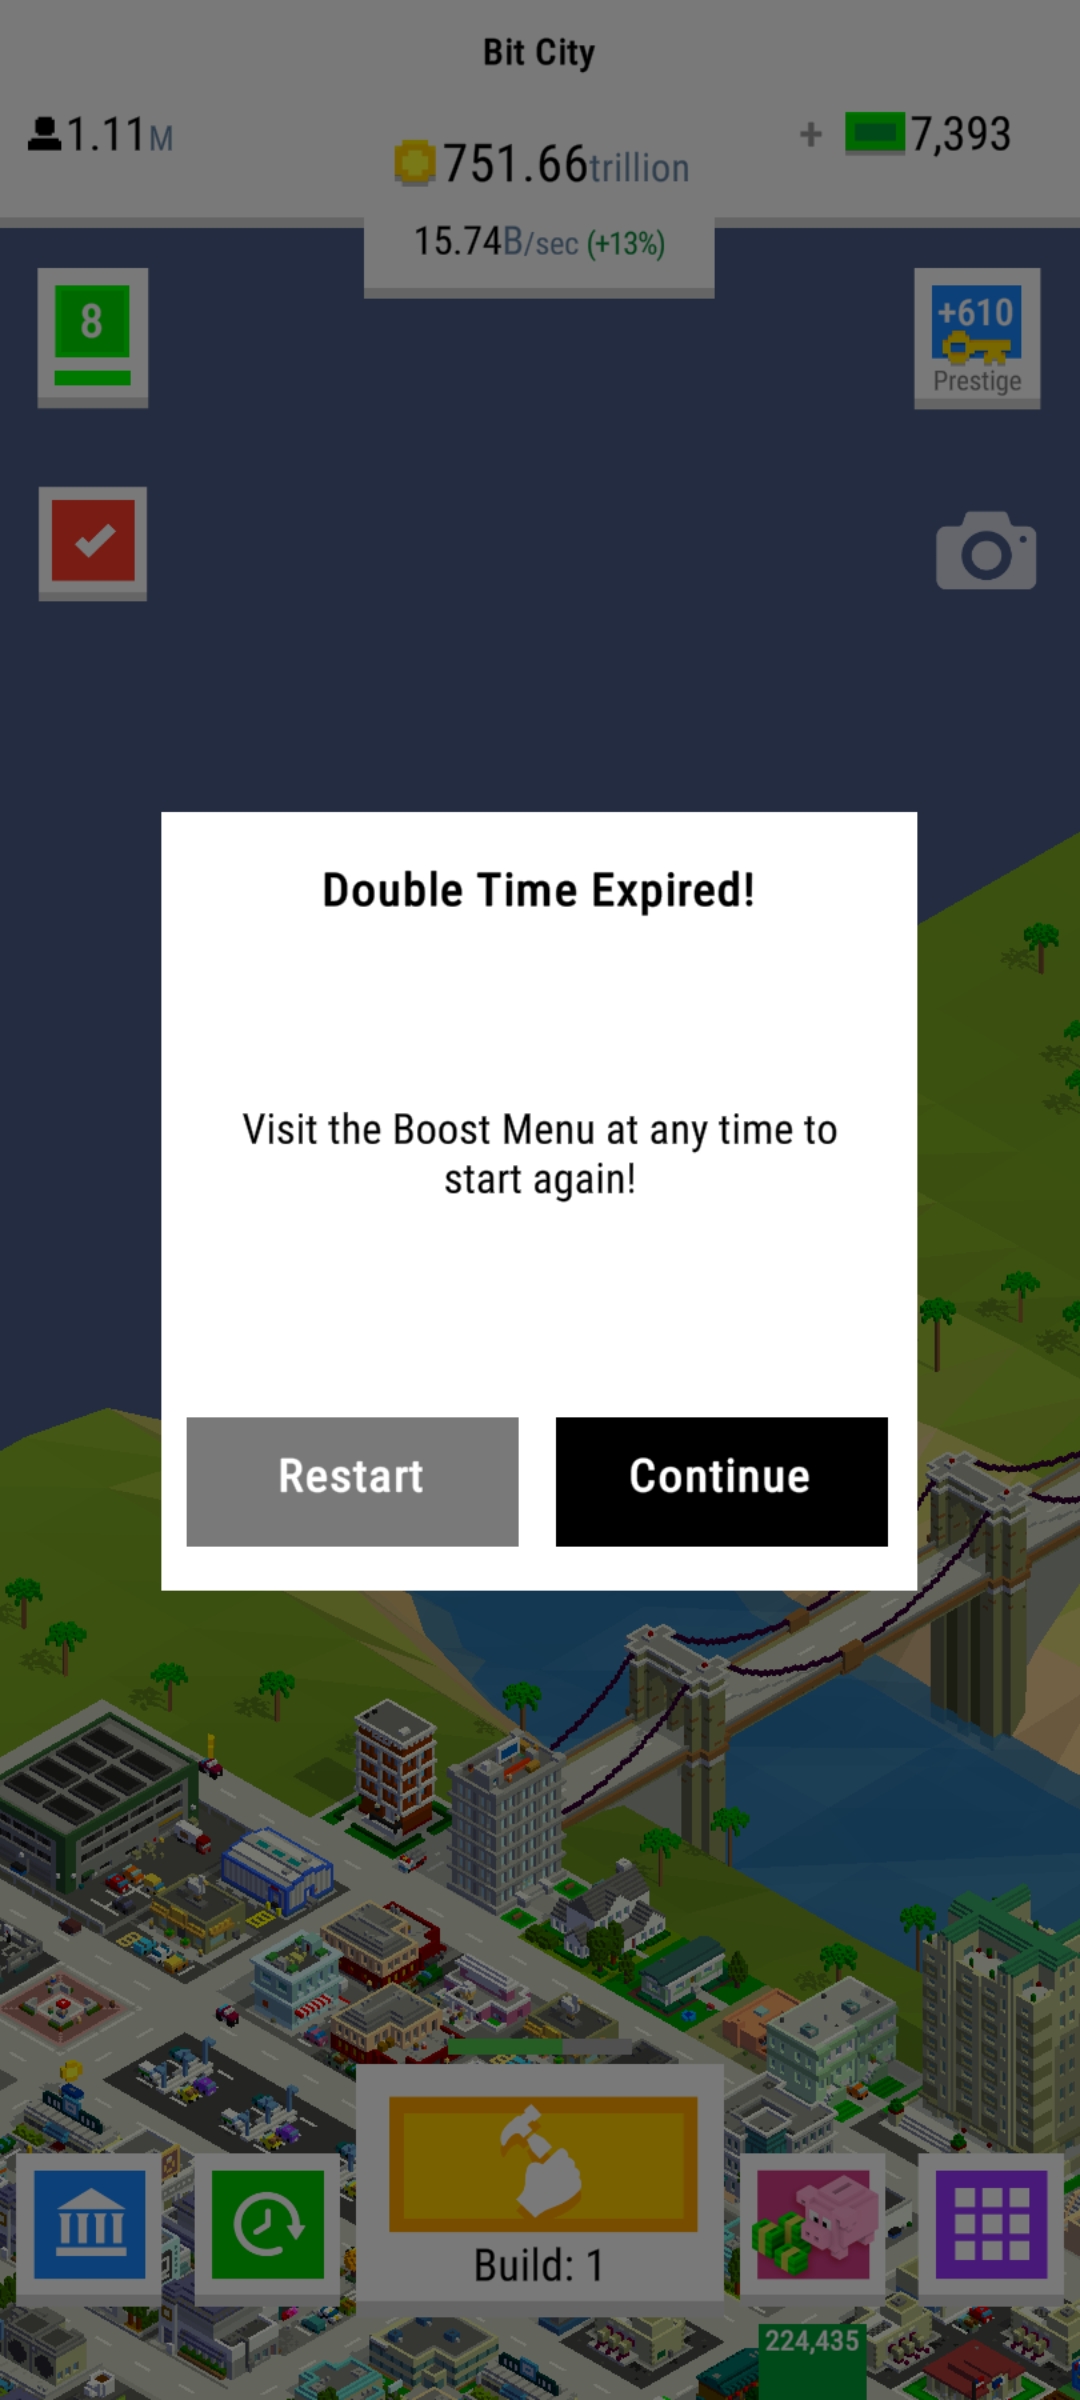 Bit City
1.11M
751.66trillion
+ 7,393
15.74B/sec (+13%)
8
+610
Prestige
Double Time Expired!
Visit the Boost Menu at any time to
start again!
Restart
Continue
Build: 1
224,435